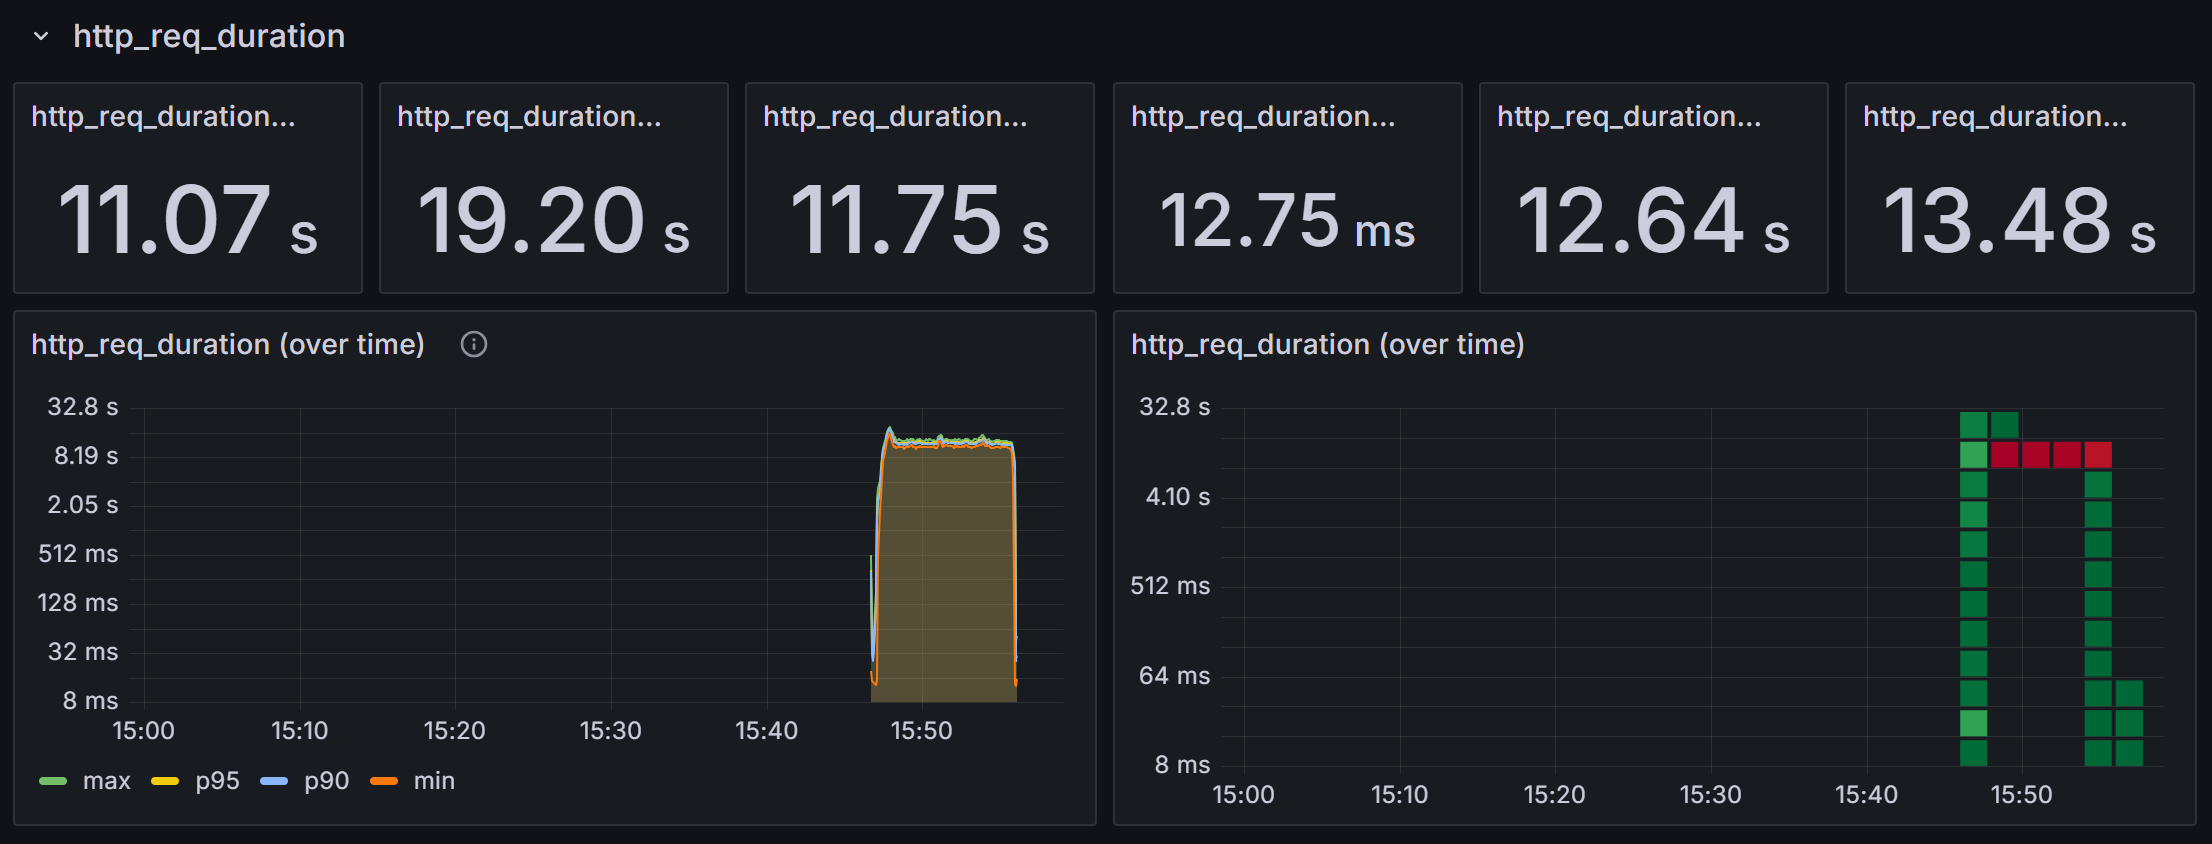 http_req_duration
http_req_duration...
http_req_duration...
http_req_duration...
http_req_duration...
http_req_duration...
http_req_duration...
11.07 s
19.20 s
11.75 s
12.75 ms
12.64 s
13.48 s
http_req_duration (over time)
32.8 s
8.19 s
2.05 s
512 ms
128 ms
32 ms
8 ms
15:00 15:10 15:20 15:30 15:40 15:50
max p95 p90 min
http_req_duration (over time)
32.8 s
4.10 s
512 ms
64 ms
8 ms
15:00 15:10 15:20 15:30 15:40 15:50